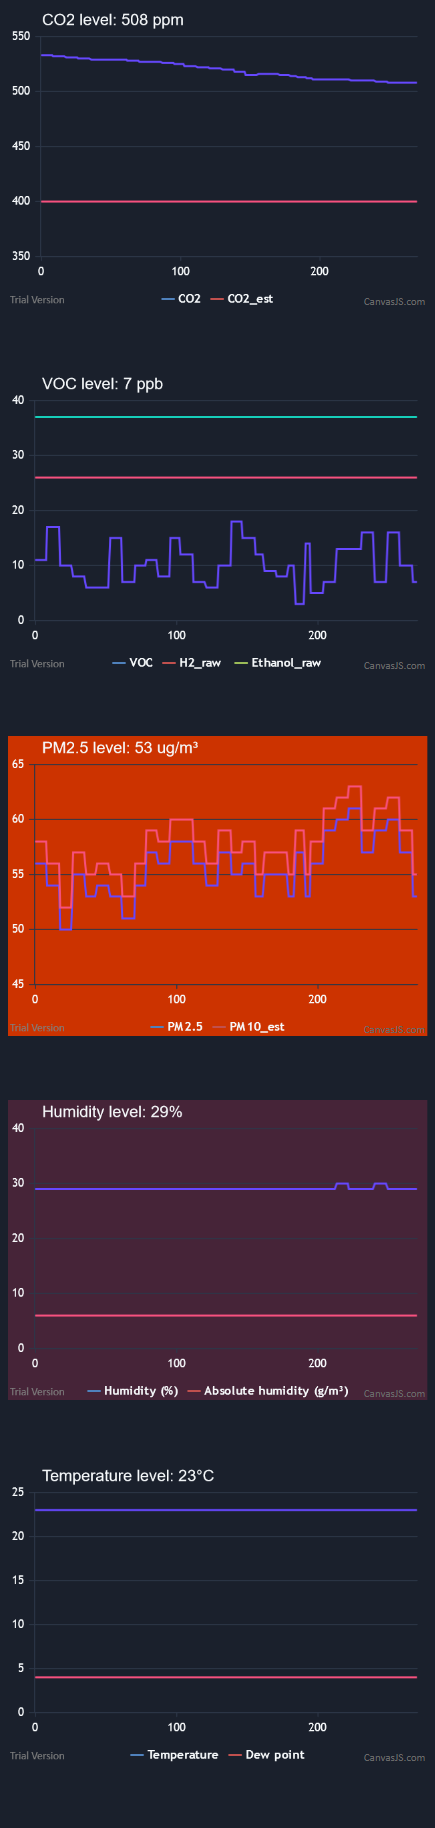 CO2 level: 508 ppm
550
500
450
400
350
0 100 200
Trial Version
CO2 CO2_est
CanvasJS.com
VOC level: 7 ppb
40
30
20
10
0
0 100 200
Trial Version
VOC H2_raw Ethanol_raw
CanvasJS.com
PM2.5 level: 53 ug/m³
65
60
55
50
45
0 100 200
Trial Version
PM2.5 PM10_est
CanvasJS.com
Humidity level: 29%
40
30
20
10
0
0 100 200
Trial Version
Humidity (%) Absolute humidity (g/m³)
CanvasJS.com
Temperature level: 23°C
25
20
15
10
5
0
0 100 200
Trial Version
Temperature Dew point
CanvasJS.com